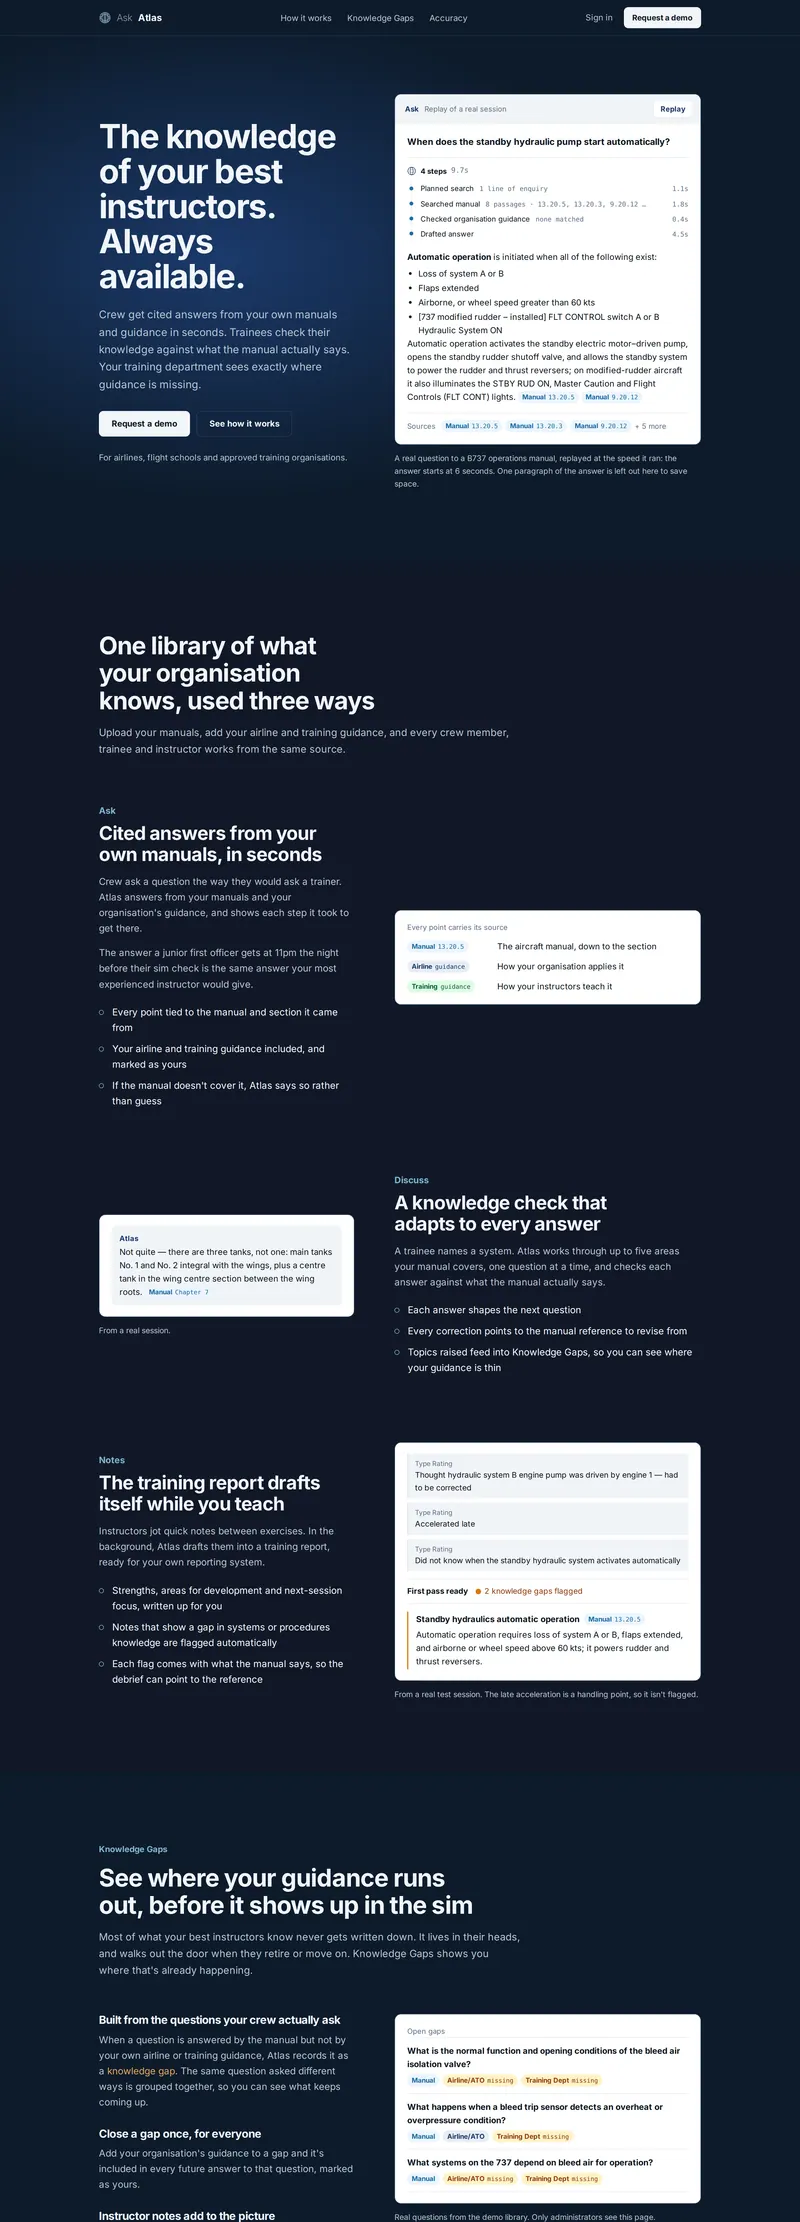 Ask Atlas
How it works Knowledge Gaps Accuracy
Sign in Request a demo
The knowledge
of your best
instructors.
Always
available.
Crew get cited answers from your own manuals
and guidance in seconds. Trainees check their
knowledge against what the manual actually says.
Your training department sees exactly where
guidance is missing.
Request a demo See how it works
For airlines, flight schools and approved training organisations.
Ask Replay of a real session Replay
When does the standby hydraulic pump start automatically?
4 steps 9.7s
Planned search 1 line of enquiry 1.1s
Searched manual 8 passages · 13.20.5, 13.20.3, 9.20.12 … 1.8s
Checked organisation guidance none matched 0.4s
Drafted answer 4.5s
Automatic operation is initiated when all of the following exist:
• Loss of system A or B
• Flaps extended
• Airborne, or wheel speed greater than 60 kts
• [737 modified rudder – installed] FLT CONTROL switch A or B
Hydraulic System ON
Automatic operation activates the standby electric motor–driven pump,
opens the standby rudder shutoff valve, and allows the standby system
to power the rudder and thrust reversers; on modified-rudder aircraft
it also illuminates the STBY RUD ON, Master Caution and Flight
Controls (FLT CONT) lights. Manual 13.20.5 Manual 9.20.12
Sources Manual 13.20.5 Manual 13.20.3 Manual 9.20.12 + 5 more
A real question to a B737 operations manual, replayed at the speed it ran: the
answer starts at 6 seconds. One paragraph of the answer is left out here to save
space.
One library of what
your organisation
knows, used three ways
Upload your manuals, add your airline and training guidance, and every crew member,
trainee and instructor works from the same source.
Ask
Cited answers from your
own manuals, in seconds
Crew ask a question the way they would ask a trainer.
Atlas answers from your manuals and your
organisation's guidance, and shows each step it took to
get there.
The answer a junior first officer gets at 11pm the night
before their sim check is the same answer your most
experienced instructor would give.
Every point tied to the manual and section it came
from
Your airline and training guidance included, and
marked as yours
If the manual doesn't cover it, Atlas says so rather
than guess
Every point carries its source
Manual 13.20.5 The aircraft manual, down to the section
Airline guidance How your organisation applies it
Training guidance How your instructors teach it
Atlas
Not quite — there are three tanks, not one: main tanks
No. 1 and No. 2 integral with the wings, plus a centre
tank in the wing centre section between the wing
roots. Manual Chapter 7
From a real session.
Discuss
A knowledge check that
adapts to every answer
A trainee names a system. Atlas works through up to five areas
your manual covers, one question at a time, and checks each
answer against what the manual actually says.
Each answer shapes the next question
Every correction points to the manual reference to revise from
Topics raised feed into Knowledge Gaps, so you can see where
your guidance is thin
Notes
The training report drafts
itself while you teach
Instructors jot quick notes between exercises. In the
background, Atlas drafts them into a training report,
ready for your own reporting system.
Strengths, areas for development and next-session
focus, written up for you
Notes that show a gap in systems or procedures
knowledge are flagged automatically
Each flag comes with what the manual says, so the
debrief can point to the reference
Type Rating
Thought hydraulic system B engine pump was driven by engine 1 — had
to be corrected
Type Rating
Accelerated late
Type Rating
Did not know when the standby hydraulic system activates automatically
First pass ready 2 knowledge gaps flagged
Standby hydraulics automatic operation Manual 13.20.5
Automatic operation requires loss of system A or B, flaps extended,
and airborne or wheel speed above 60 kts; it powers rudder and
thrust reversers.
From a real test session. The late acceleration is a handling point, so it isn't flagged.
Knowledge Gaps
See where your guidance runs
out, before it shows up in the sim
Most of what your best instructors know never gets written down. It lives in their heads,
and walks out the door when they retire or move on. Knowledge Gaps shows you
where that's already happening.
Built from the questions your crew actually ask
When a question is answered by the manual but not by
your own airline or training guidance, Atlas records it as
a knowledge gap. The same question asked different
ways is grouped together, so you can see what keeps
coming up.
Close a gap once, for everyone
Add your organisation's guidance to a gap and it's
included in every future answer to that question, marked
as yours.
Instructor notes add to the picture
Open gaps
What is the normal function and opening conditions of the bleed air
isolation valve?
Manual Airline/ATO missing Training Dept missing
What happens when a bleed trip sensor detects an overheat or
overpressure condition?
Manual Airline/ATO Training Dept missing
What systems on the 737 depend on bleed air for operation?
Manual Airline/ATO missing Training Dept missing
Real questions from the demo library. Only administrators see this page.